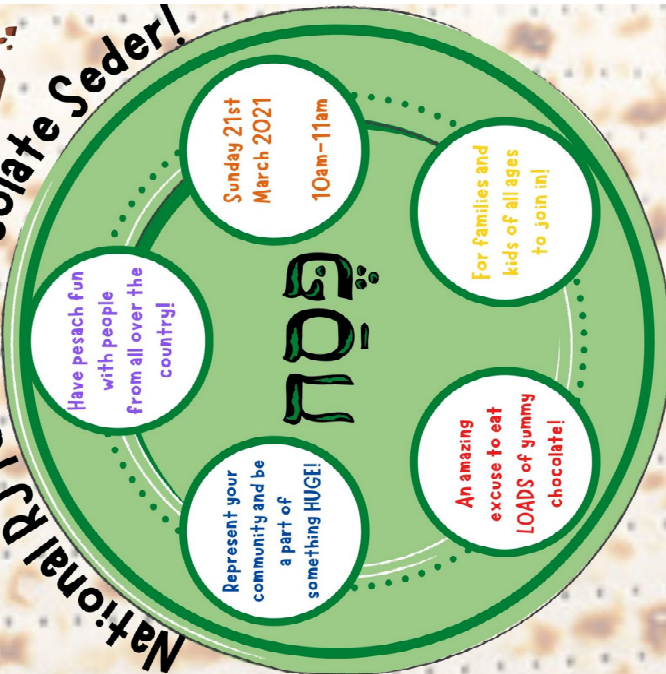 National RJ
Seder!
Have pesach fun
with people
from all over the
country!
Represent your
community and be
a part of
something HUGE!
Sunday 21st
March 2021
10am-11am
פֶּסַח
An amazing
excuse to eat
LOADS of yummy
chocolate!
For families and
kids of all ages
to join in!